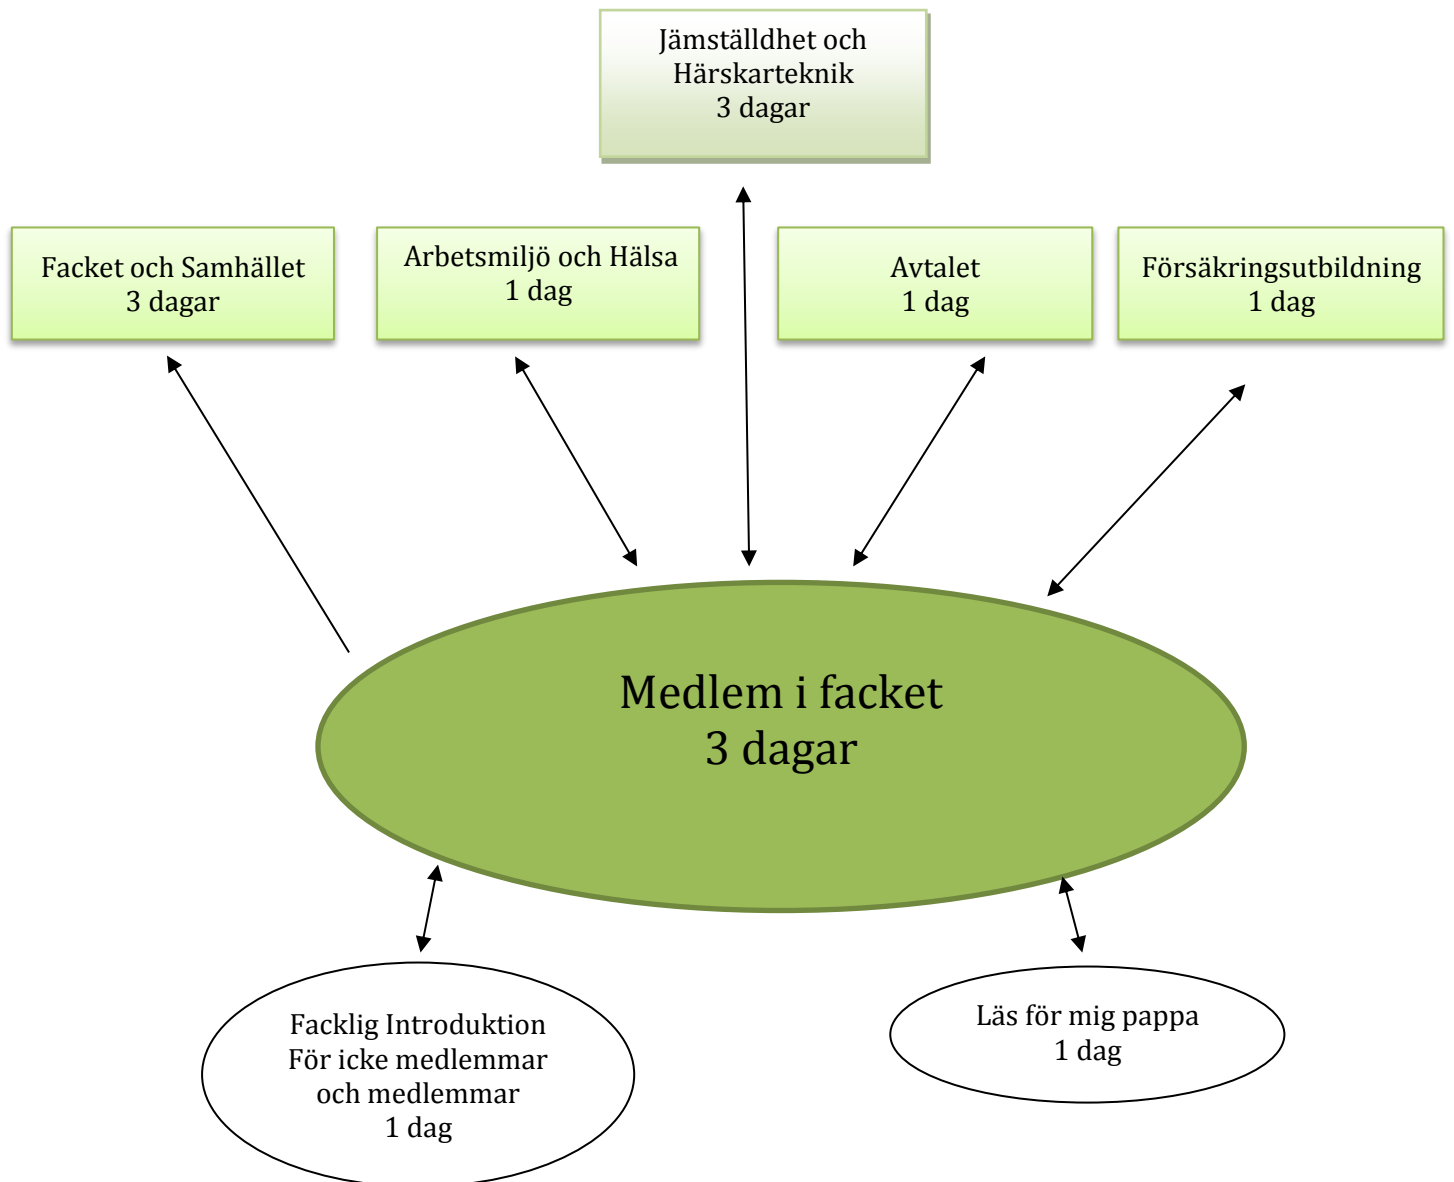 Jämställdhet och
Härskarteknik
3 dagar
Facket och Samhället
3 dagar
Arbetsmiljö och Hälsa
1 dag
Avtalet
1 dag
Försäkringsutbildning
1 dag
Medlem i facket
3 dagar
Facklig Introduktion
För icke medlemmar
och medlemmar
1 dag
Läs för mig pappa
1 dag